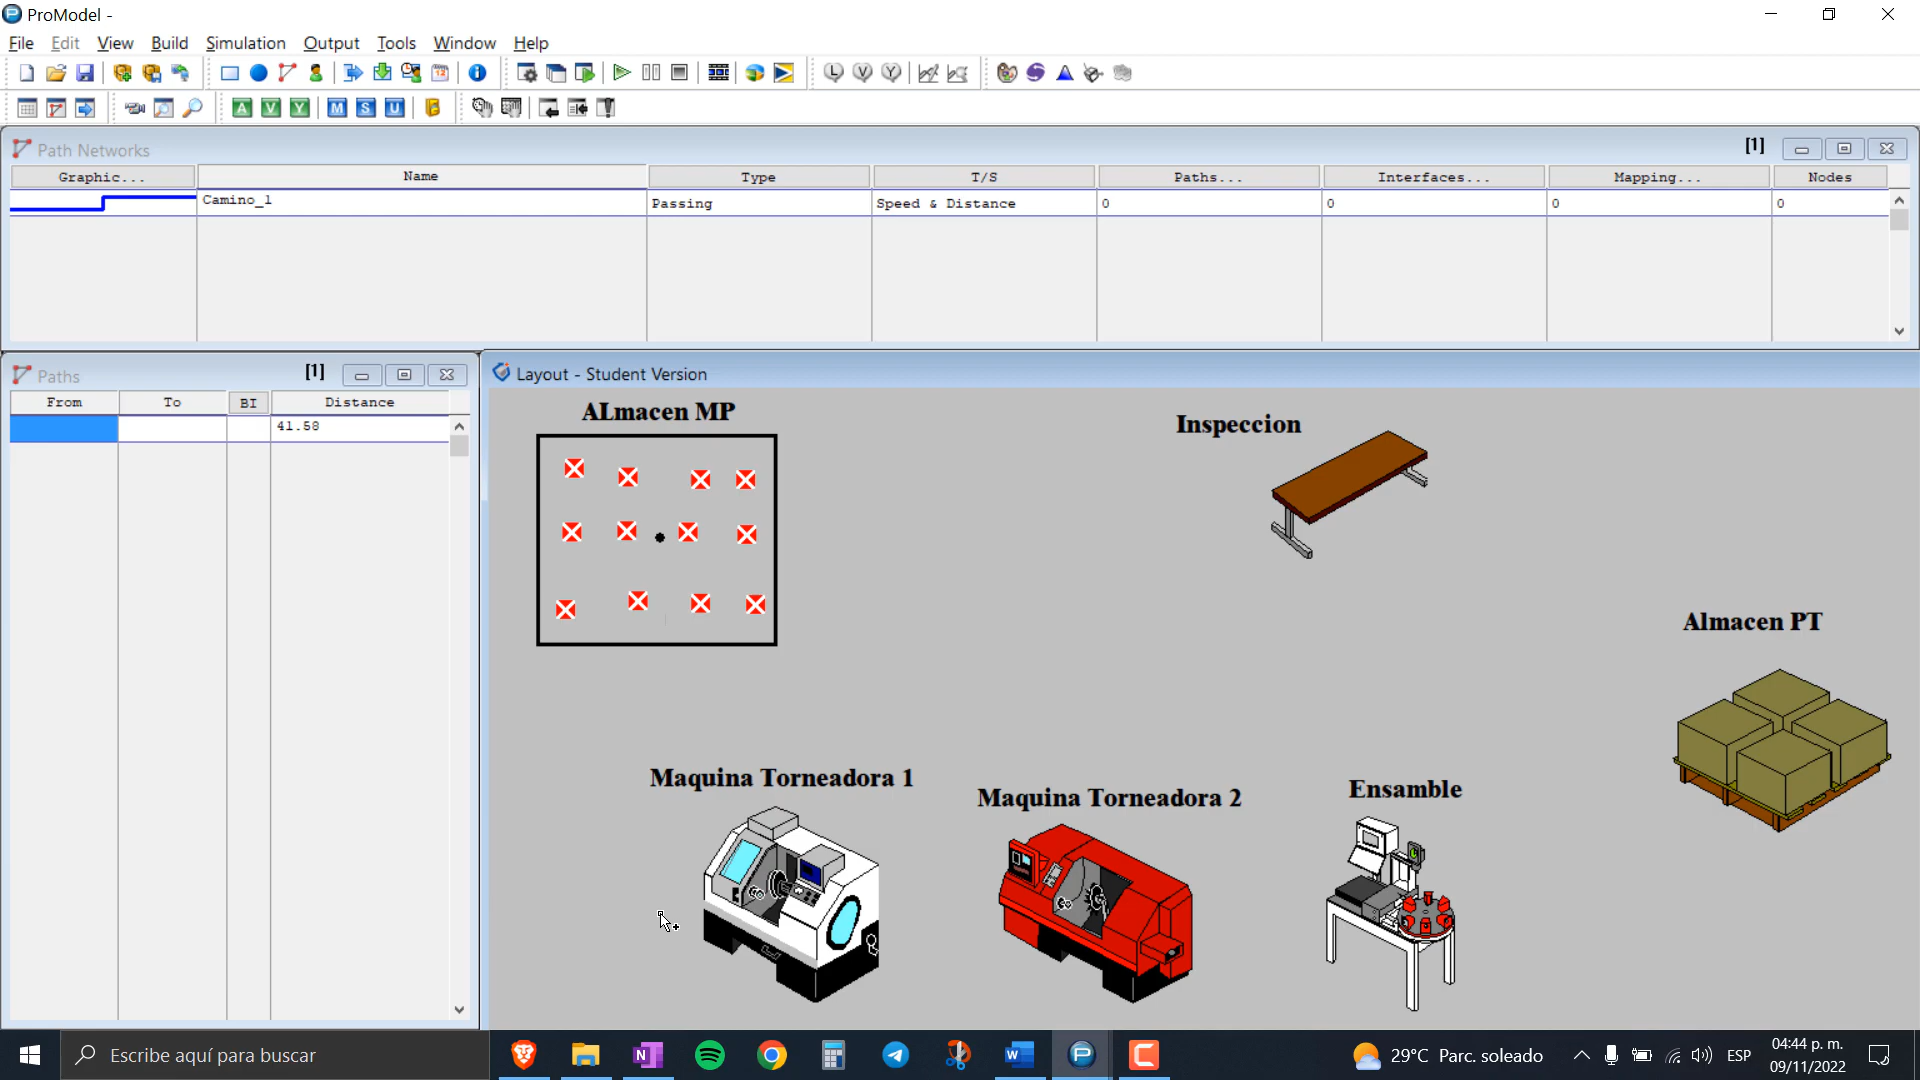 ProModel -
File Edit View Build Simulation Output Tools Window Help
L V Y
A V Y M S U
Path Networks [1]
Graphic... Name Type T/S Paths... Interfaces... Mapping... Nodes
Camino_1 Passing Speed & Distance 0 0 0 0
Paths [1]
From To BI Distance
41.58
Layout - Student Version
ALmacen MP
Inspeccion
Almacen PT
Maquina Torneadora 1
Maquina Torneadora 2
Ensamble
Escribe aquí para buscar
29°C Parc. soleado
ESP
04:44 p. m.
09/11/2022